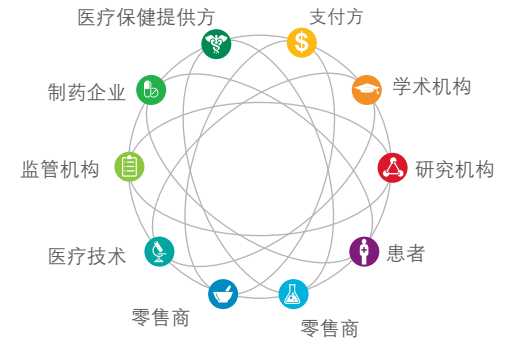 医疗保健提供方
支付方
制药企业
学术机构
监管机构
研究机构
医疗技术
患者
零售商
零售商